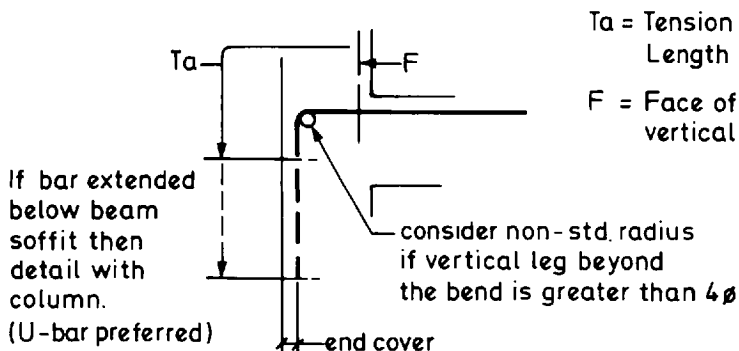 Ta = Tension
Length
F = Face of
vertical
Ta
F
If bar extended
below beam
soffit then
detail with
column.
(U-bar preferred)
consider non-std. radius
if vertical leg beyond
the bend is greater than 4ø
end cover